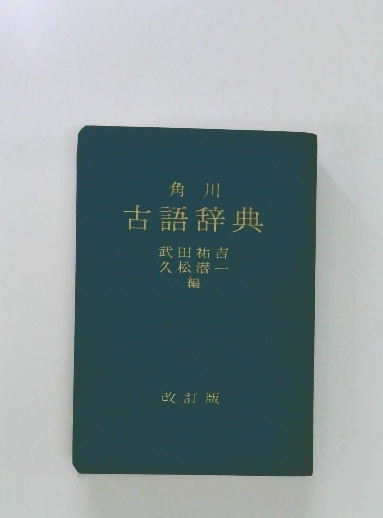 角川
古語辞典
武田祐吉
久松潜一
編
改訂版